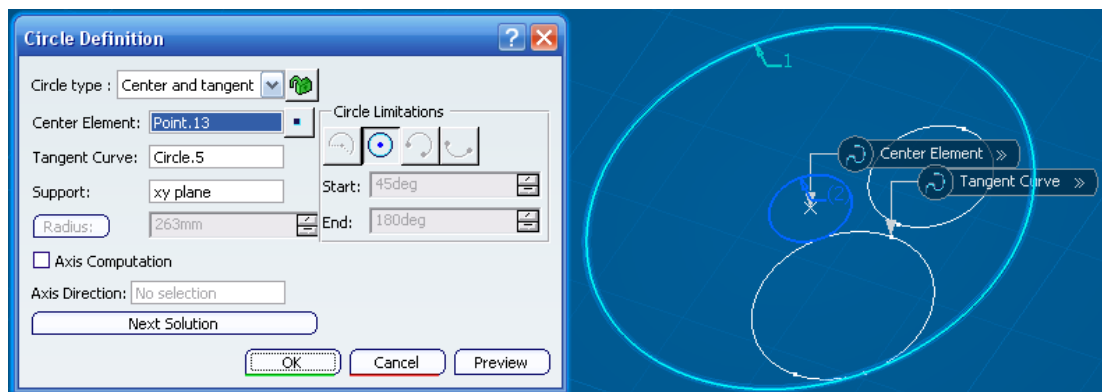 Circle Definition
Circle type : Center and tangent
Center Element: Point.13
Tangent Curve: Circle.5
Support: xy plane
Radius: 263mm
Axis Computation
Axis Direction: No selection
Next Solution
Circle Limitations
Start: 45deg
End: 180deg
OK Cancel Preview
1
Center Element »
Tangent Curve »
(2)